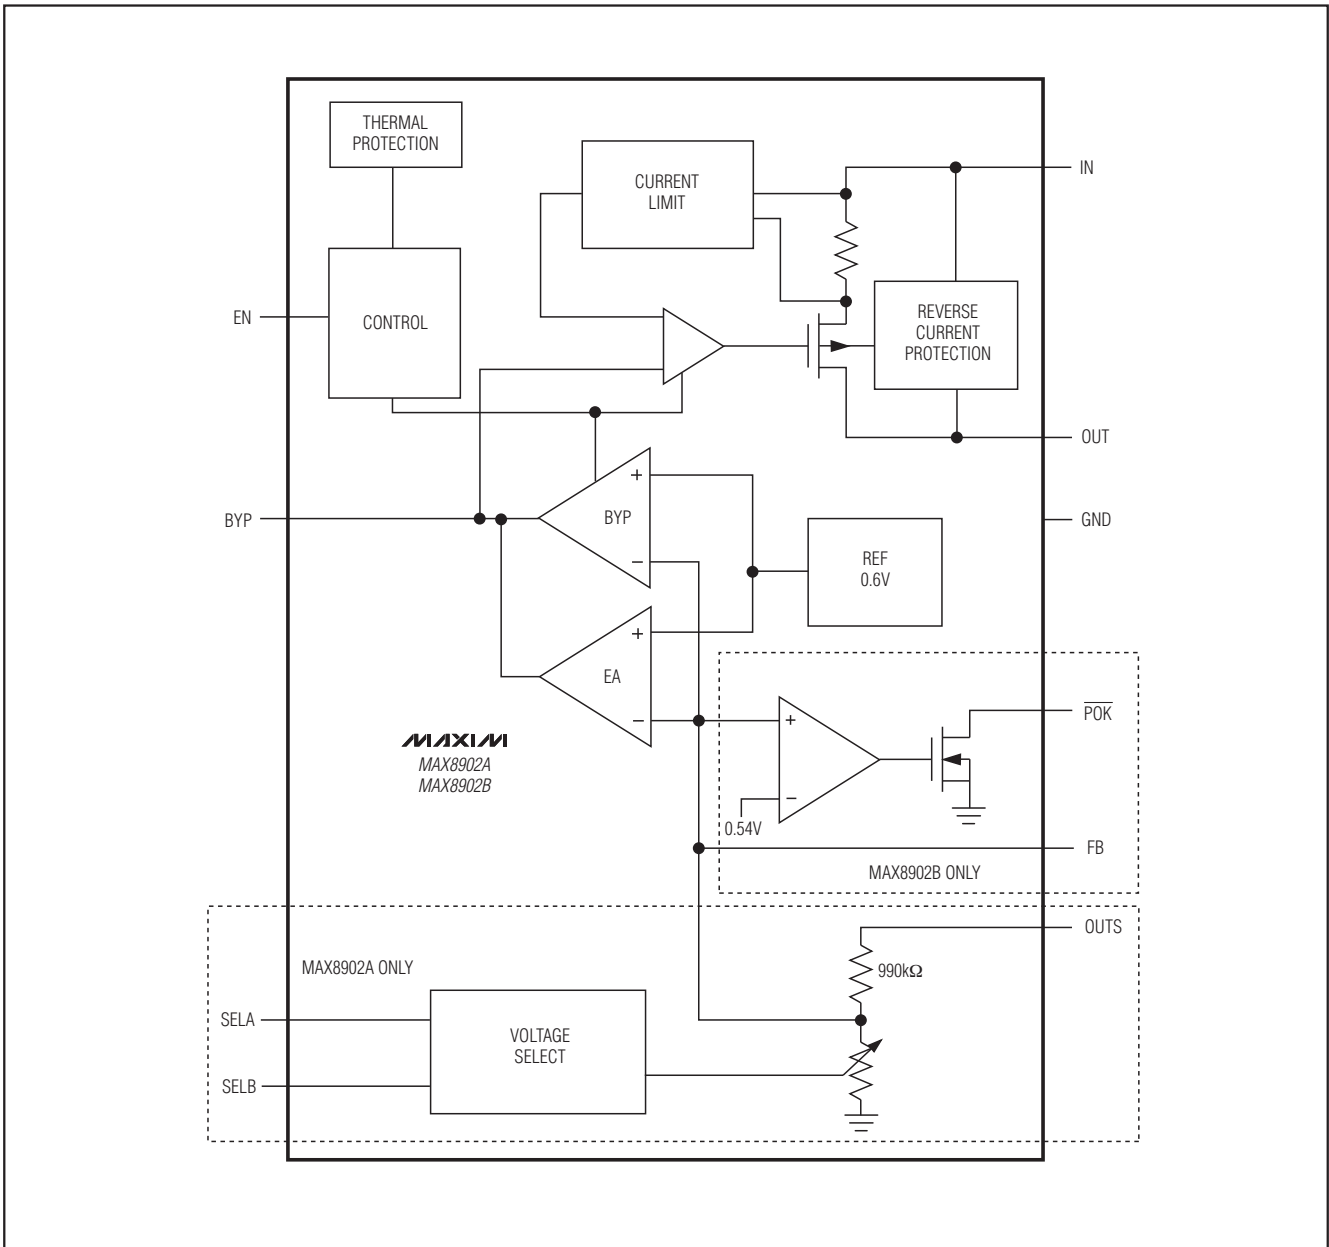 THERMAL
PROTECTION
CURRENT
LIMIT
IN
EN
CONTROL
REVERSE
CURRENT
PROTECTION
OUT
BYP
+
BYP
−
GND
REF
0.6V
+
EA
−
MAXIM
MAX8902A
MAX8902B
+
−
0.54V
POK
FB
MAX8902B ONLY
OUTS
MAX8902A ONLY
990kΩ
SELA
VOLTAGE
SELECT
SELB